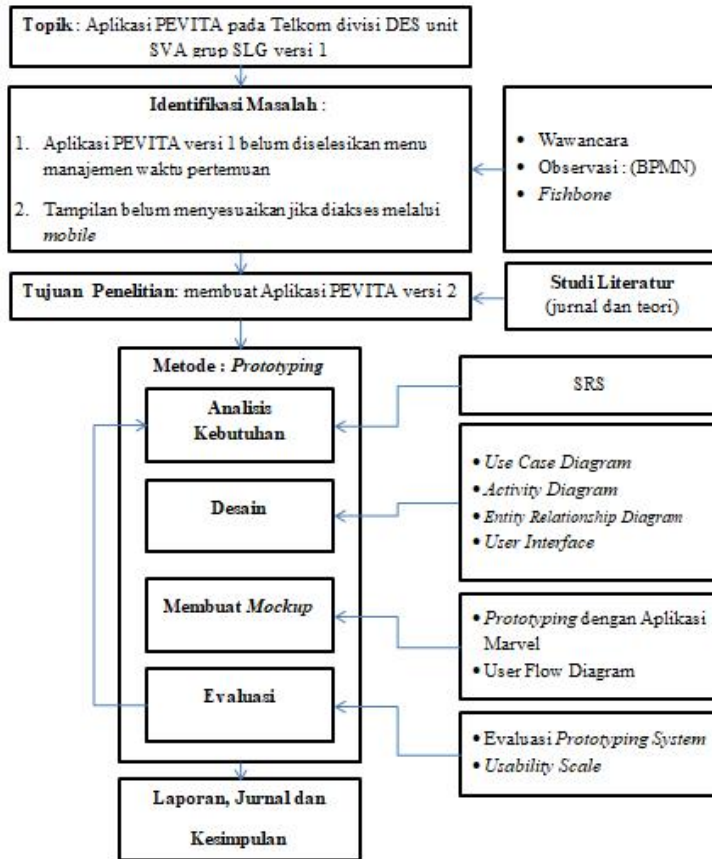 Topik : Aplikasi PEVITA pada Telkom divisi DES unit
SVA grup SLG versi 1
Identifikasi Masalah :
1. Aplikasi PEVITA versi 1 belum diselesikan menu
manajemen waktu pertemuan
2. Tampilan belum menyesuaikan jika diakses melalui
mobile
• Wawancara
• Observasi : (BPMN)
• Fishbone
Tujuan Penelitian: membuat Aplikasi PEVITA versi 2
Studi Literatur
(jurnal dan teori)
Metode : Prototyping
Analisis
Kebutuhan
SRS
Desain
• Use Case Diagram
• Activity Diagram
• Entity Relationship Diagram
• User Interface
Membuat Mockup
• Prototyping dengan Aplikasi
Marvel
• User Flow Diagram
Evaluasi
• Evaluasi Prototyping System
• Usability Scale
Laporan, Jurnal dan
Kesimpulan